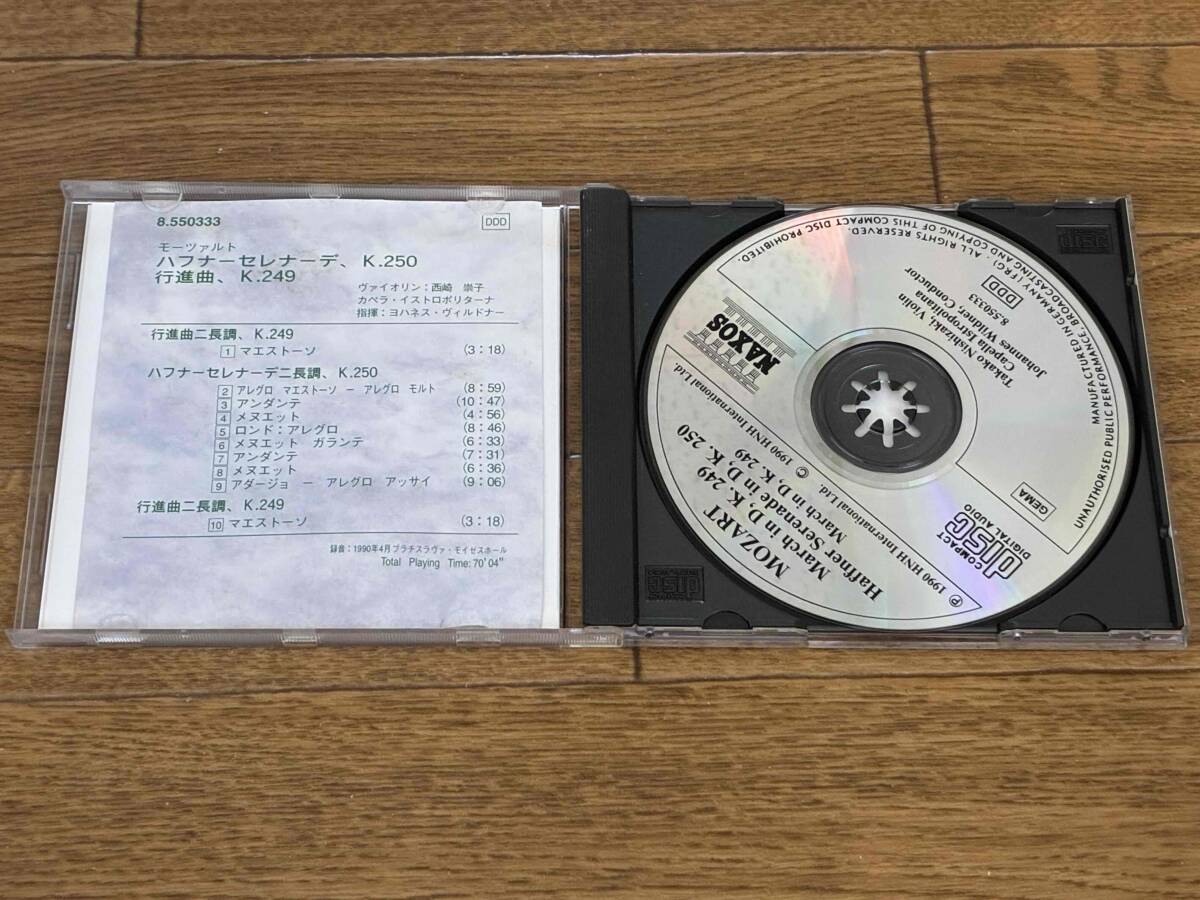 8.550333
DDD
モーツァルト
ハフナーセレナーデ、K.250
行進曲、K.249
ヴァイオリン：西崎 崇子
カペラ・イストロポリターナ
指揮：ヨハネス・ヴィルドナー
行進曲ニ長調、K.249
1 マエストーソ (3：18)
ハフナーセレナーデニ長調、K.250
2 アレグロ マエストーソ － アレグロ モルト (8：59)
3 アンダンテ (10：47)
4 メヌエット (4：56)
5 ロンド：アレグロ (8：46)
6 メヌエット ガランテ (6：33)
7 アンダンテ (7：31)
8 メヌエット (6：36)
9 アダージョ － アレグロ アッサイ (9：06)
行進曲ニ長調、K.249
10 マエストーソ (3：18)
録音：1990年4月ブラチスラヴァ・モイゼスホール
Total Playing Time: 70'04"
MANUFACTURED IN GERMANY (FRG) · ALL RIGHTS RESERVED.
UNAUTHORISED PUBLIC PERFORMANCE, BROADCASTING AND COPYING OF THIS COMPACT DISC PROHIBITED.
DDD
8.550333
Takako Nishizaki, Violin
Capella Istropolitana
Johannes Wildner, Conductor
NAXOS
℗ 1990 HNH International Ltd. © 1990 HNH International Ltd.
MOZART
March in D, K. 249
Haffner Serenade in D, K. 250
March in D, K. 249
GEMA
COMPACT
disc
DIGITAL AUDIO